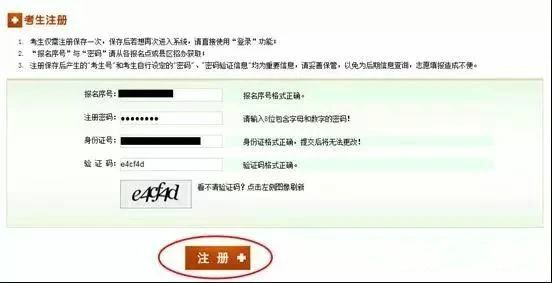 考生注册
1. 考生仅需注册保存一次，保存后若想再次进入系统，请直接使用“登录”功能；
2. “报名序号”与“密码”请从各报名点或县区招办获取；
3. 注册保存后产生的“考生号”和考生自行设定的“密码”、“密码验证信息”均为重要信息，请妥善保管，以免为后期信息查询，志愿填报造成不便。
报名序号： 报名序号格式正确。
注册密码： ●●●●●●●● 请输入8位包含字母和数字的密码！
身份证号： 身份证格式正确，提交后将无法更改！
验 证 码： e4cf4d 验证码格式正确。
e4cf4d 看不清验证码？点击左侧图像刷新
注 册